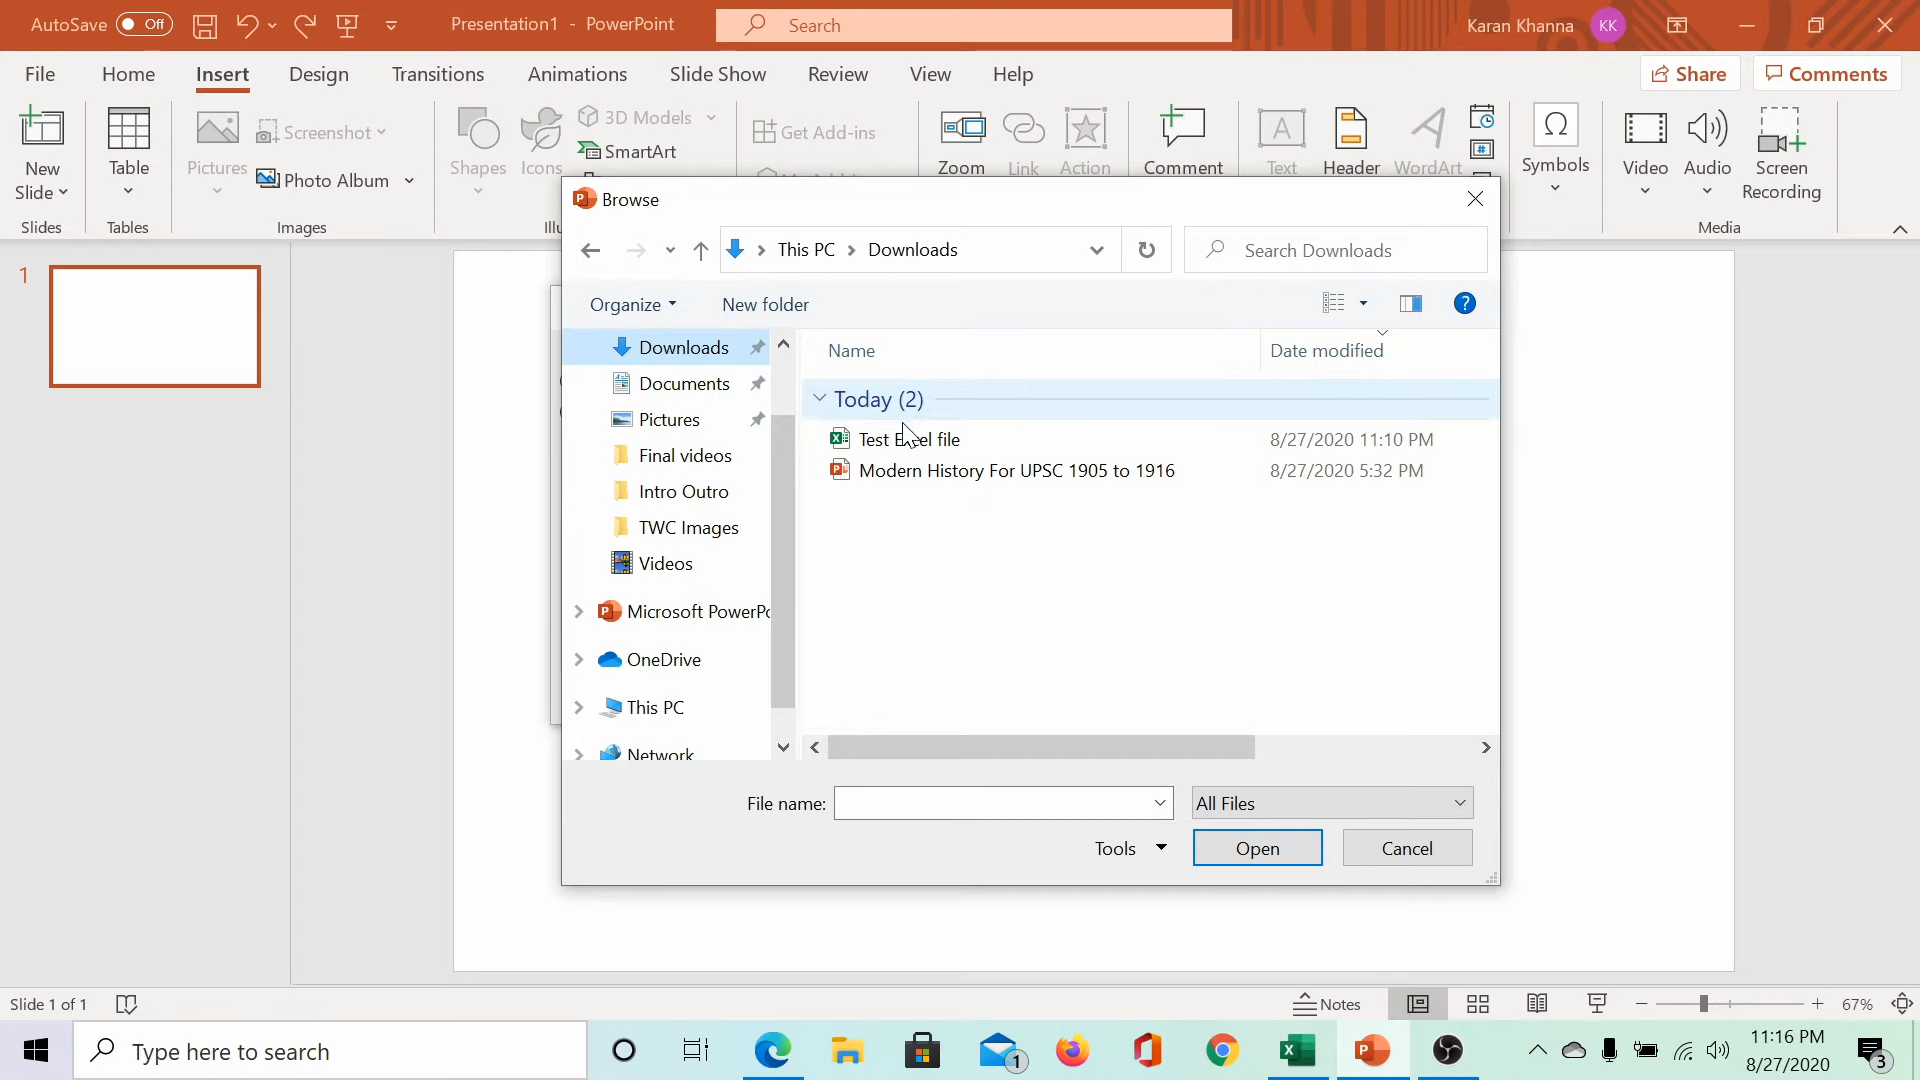 AutoSave Off Presentation1 - PowerPoint Search Karan Khanna KK
File Home Insert Design Transitions Animations Slide Show Review View Help Share Comments
New Slide
Table
Pictures
Screenshot
Photo Album
Shapes
Icons
3D Models
SmartArt
Get Add-ins
Zoom
Link
Action
Comment
Text
Header
WordArt
Symbols
Video
Audio
Screen Recording
Slides Tables Images Media
Browse
This PC Downloads Search Downloads
Organize New folder
Downloads
Documents
Pictures
Final videos
Intro Outro
TWC Images
Videos
Microsoft PowerPo
OneDrive
This PC
Network
Name Date modified
Today (2)
Test Excel file 8/27/2020 11:10 PM
Modern History For UPSC 1905 to 1916 8/27/2020 5:32 PM
File name: All Files
Tools Open Cancel
1
Slide 1 of 1 Notes 67%
Type here to search 1 11:16 PM
8/27/2020 3